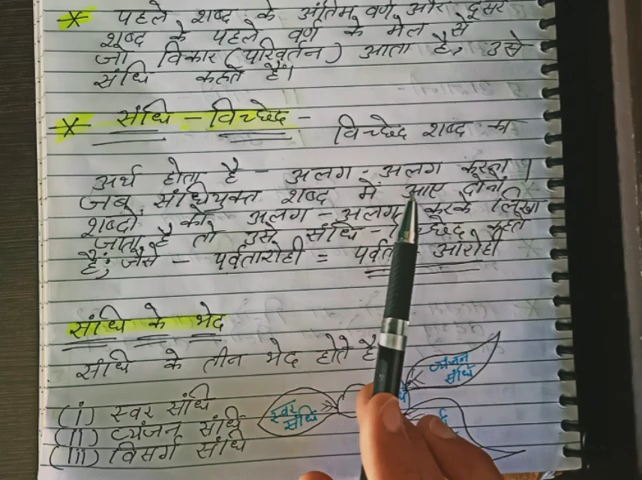 * पहले शब्द के अंतिम वर्ण और दूसरे
शब्द के पहले वर्ण के मेल से
जो विकार (परिवर्तन) आता है, उसे
संधि कहते हैं।
* संधि - विच्छेद - विच्छेद शब्द का
अर्थ होता है - अलग - अलग करना।
जब संधियुक्त शब्द में आए दोनों
शब्दों को अलग - अलग करके लिखा
जाता है तो उसे संधि - विच्छेद कहते
हैं; जैसे - पर्वतारोही = पर्वत आरोही
संधि के भेद
संधि के तीन भेद होते हैं
(i) स्वर संधि
(ii) व्यंजन संधि
(iii) विसर्ग संधि
स्वर
संधि
व्यंजन
संधि